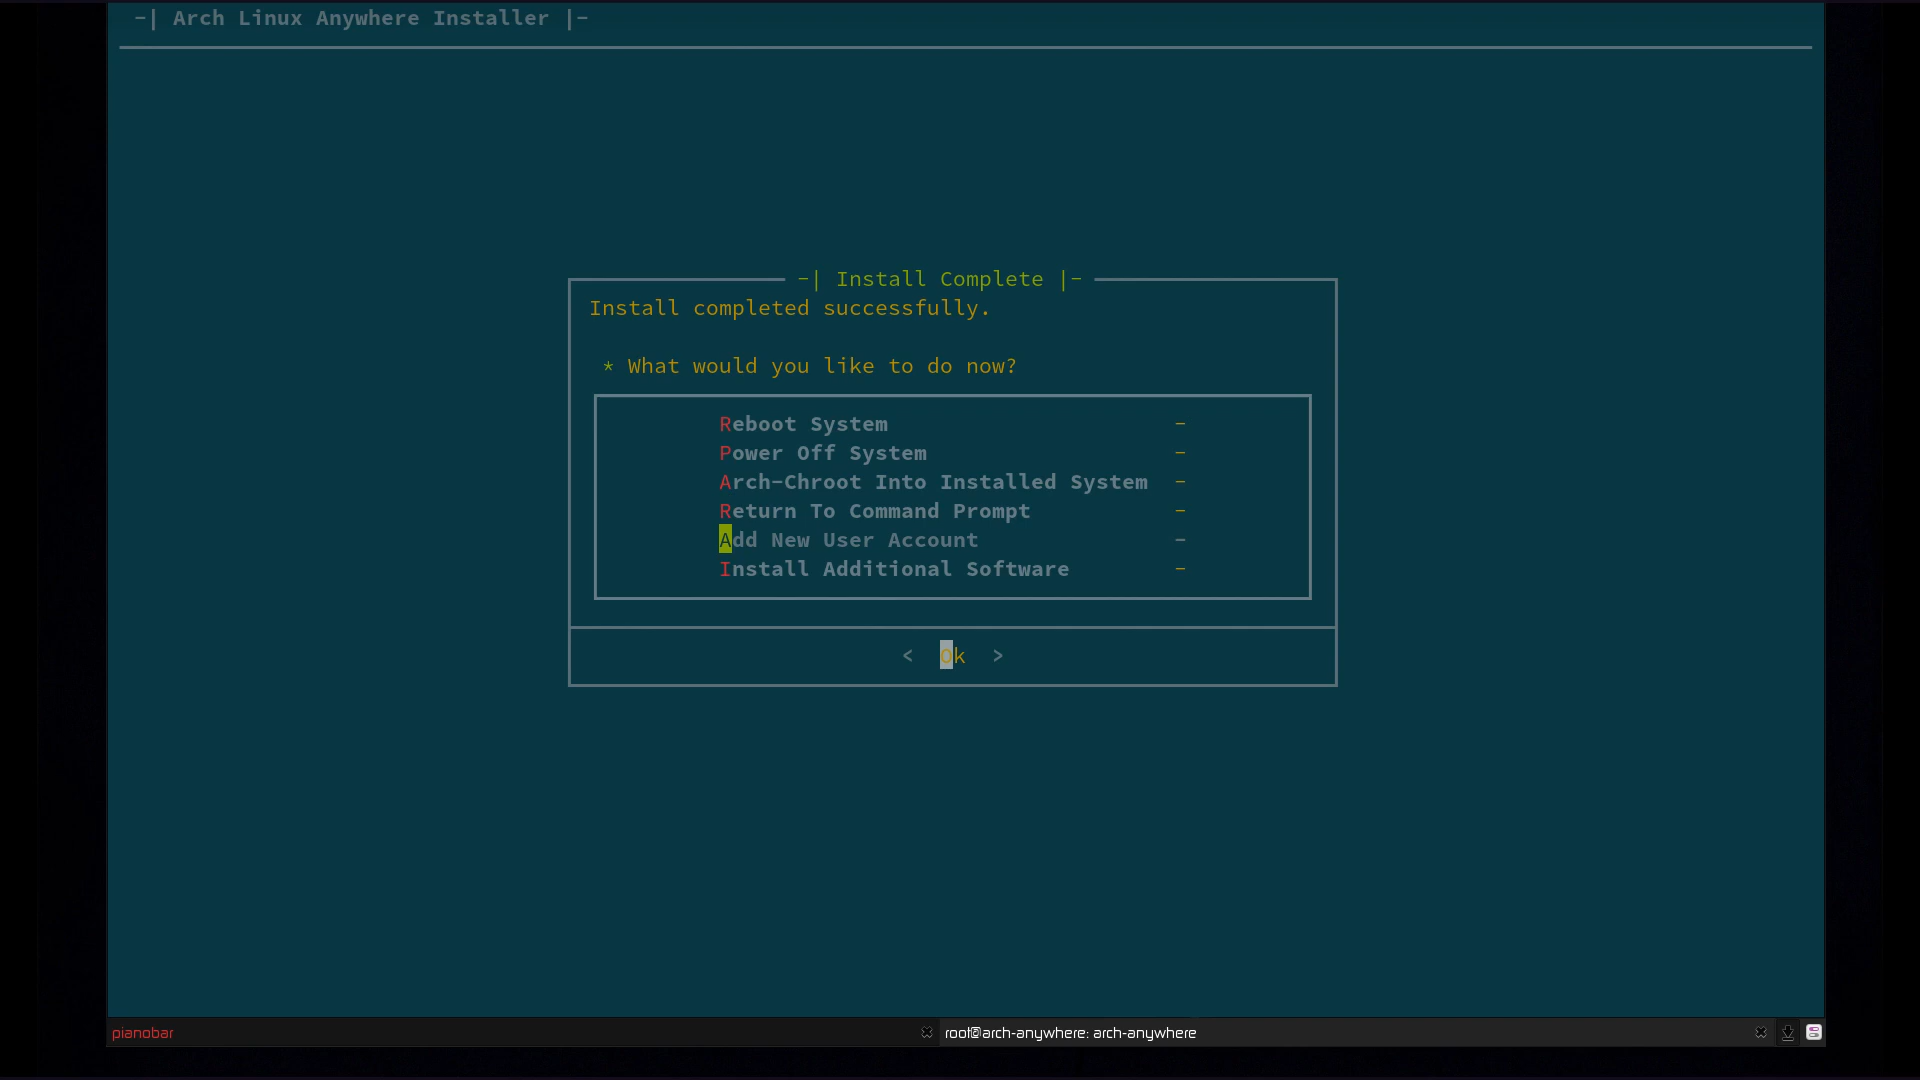 -| Arch Linux Anywhere Installer |-
-| Install Complete |-
Install completed successfully.
* What would you like to do now?
Reboot System -
Power Off System -
Arch-Chroot Into Installed System -
Return To Command Prompt -
Add New User Account -
Install Additional Software -
< Ok >
pianobar
root@arch-anywhere: arch-anywhere